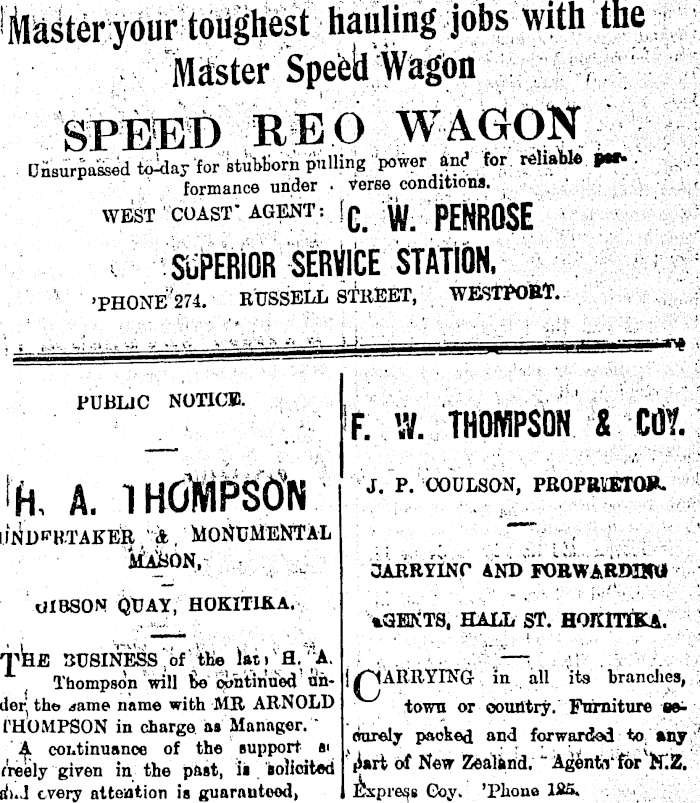 Master your toughest hauling jobs with the
Master Speed Wagon
SPEED REO WAGON
Unsurpassed to-day for stubborn pulling power and for reliable per-
formance under verse conditions.
WEST COAST AGENT: C. W. PENROSE
SUPERIOR SERVICE STATION,
'PHONE 274. RUSSELL STREET, WESTPORT.
PUBLIC NOTICE.
H. A. THOMPSON
UNDERTAKER & MONUMENTAL
MASON,
GIBSON QUAY, HOKITIKA.
THE BUSINESS of the late H. A.
Thompson will be continued un-
der the same name with MR ARNOLD
THOMPSON in charge as Manager.
A continuance of the support so
freely given in the past, is solicited
and every attention is guaranteed,
F. W. THOMPSON & COY.
J. P. COULSON, PROPRIETOR.
CARRYING AND FORWARDING
AGENTS, HALL ST. HOKITIKA.
CARRYING in all its branches,
town or country. Furniture se-
curely packed and forwarded to any
part of New Zealand. Agents for N.Z.
Express Coy. 'Phone 125.